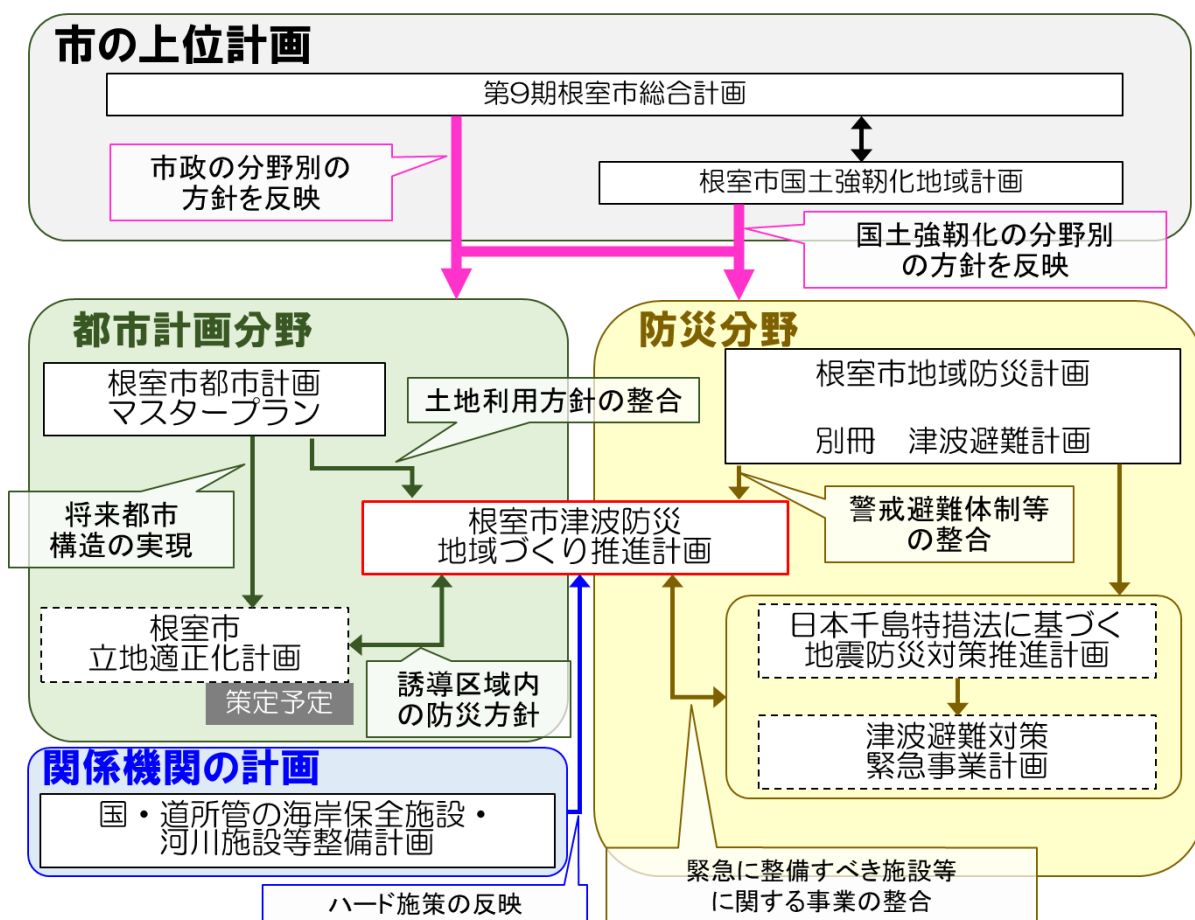 市の上位計画
第9期根室市総合計画
市政の分野別の
方針を反映
根室市国土強靭化地域計画
国土強靭化の分野別
の方針を反映
都市計画分野
根室市都市計画
マスタープラン
土地利用方針の整合
将来都市
構造の実現
根室市
立地適正化計画
策定予定
誘導区域内
の防災方針
防災分野
根室市地域防災計画
別冊　津波避難計画
警戒避難体制等
の整合
根室市津波防災
地域づくり推進計画
日本千島特措法に基づく
地震防災対策推進計画
津波避難対策
緊急事業計画
関係機関の計画
国・道所管の海岸保全施設・
河川施設等整備計画
ハード施策の反映
緊急に整備すべき施設等
に関する事業の整合